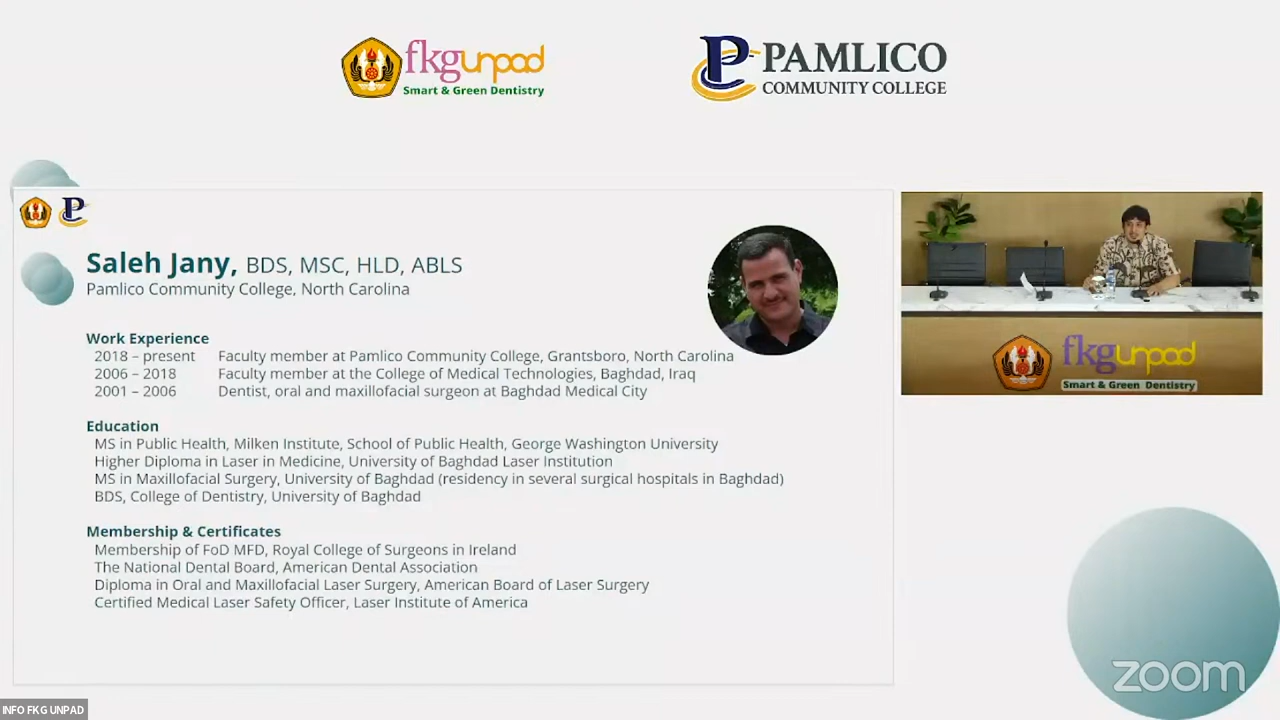 fkgunpad
Smart & Green Dentistry
PAMLICO
COMMUNITY COLLEGE
Saleh Jany, BDS, MSC, HLD, ABLS
Pamlico Community College, North Carolina
Work Experience
2018 – present Faculty member at Pamlico Community College, Grantsboro, North Carolina
2006 – 2018 Faculty member at the College of Medical Technologies, Baghdad, Iraq
2001 – 2006 Dentist, oral and maxillofacial surgeon at Baghdad Medical City
Education
MS in Public Health, Milken Institute, School of Public Health, George Washington University
Higher Diploma in Laser in Medicine, University of Baghdad Laser Institution
MS in Maxillofacial Surgery, University of Baghdad (residency in several surgical hospitals in Baghdad)
BDS, College of Dentistry, University of Baghdad
Membership & Certificates
Membership of FoD MFD, Royal College of Surgeons in Ireland
The National Dental Board, American Dental Association
Diploma in Oral and Maxillofacial Laser Surgery, American Board of Laser Surgery
Certified Medical Laser Safety Officer, Laser Institute of America
fkgunpad
Smart & Green Dentistry
zoom
INFO FKG UNPAD